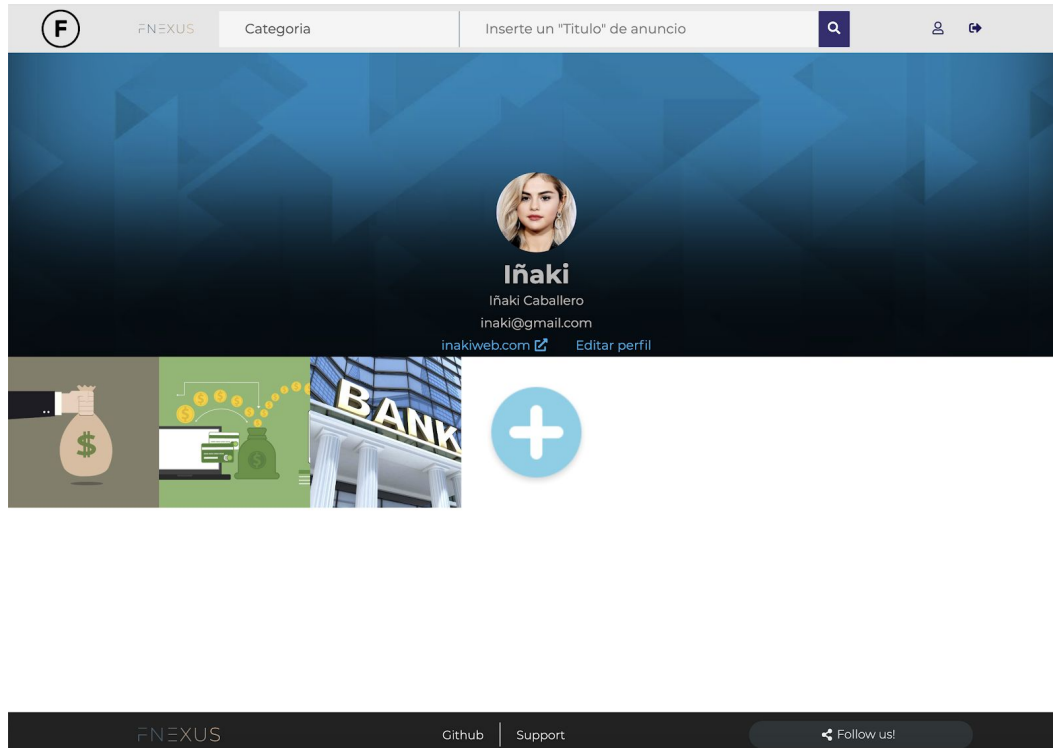 F
FNEXUS
Categoria
Inserte un "Titulo" de anuncio
Iñaki
Iñaki Caballero
inaki@gmail.com
inakiweb.com
Editar perfil
$
$ $ $ $ $
BANK
FNEXUS
Github
Support
Follow us!